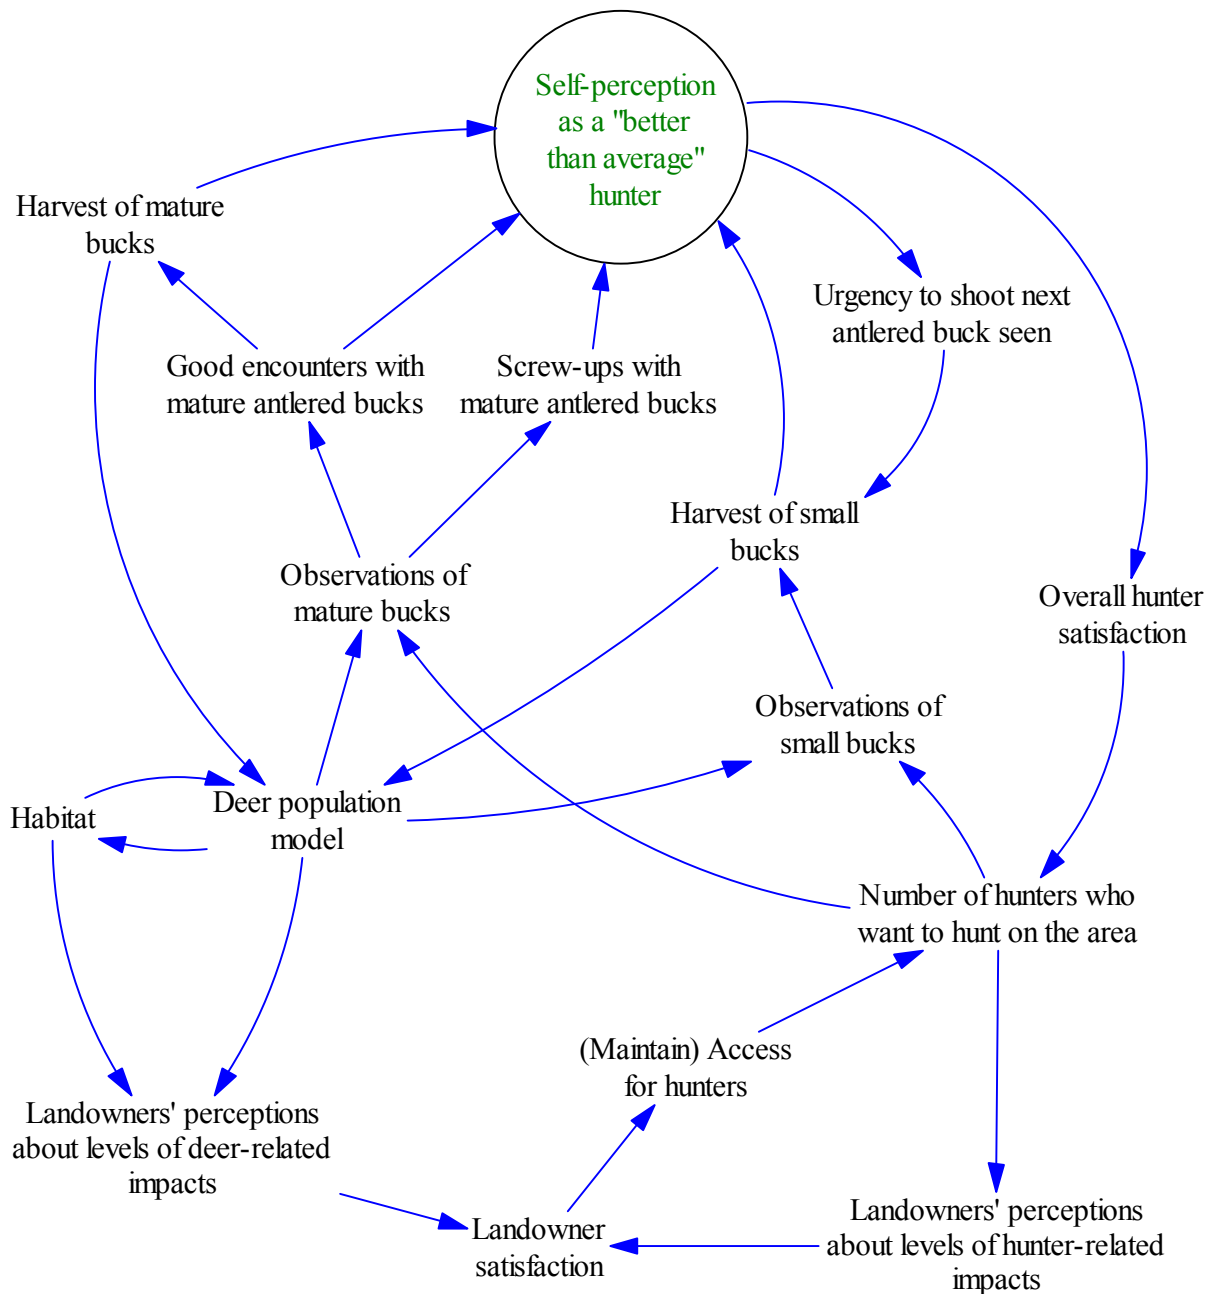 Self-perception
as a "better
than average"
hunter
Harvest of mature
bucks
Urgency to shoot next
antlered buck seen
Good encounters with
mature antlered bucks
Screw-ups with
mature antlered bucks
Harvest of small
bucks
Observations of
mature bucks
Overall hunter
satisfaction
Observations of
small bucks
Habitat
Deer population
model
Number of hunters who
want to hunt on the area
(Maintain) Access
for hunters
Landowners' perceptions
about levels of deer-related
impacts
Landowner
satisfaction
Landowners' perceptions
about levels of hunter-related
impacts